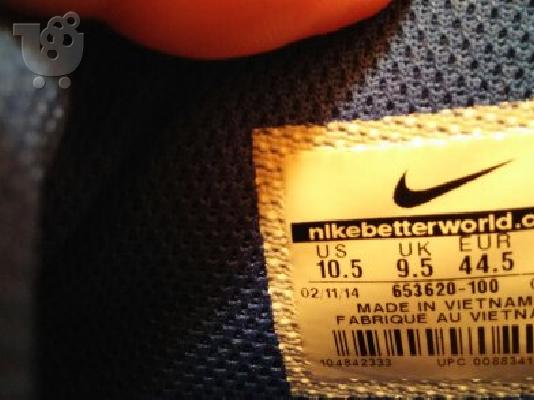 nikebetterworld.c
US UK EUR
10.5 9.5 44.5
02/11/14 653620-100
MADE IN VIETNAM
FABRIQUE AU VIETNA
104842333 UPC 0088341